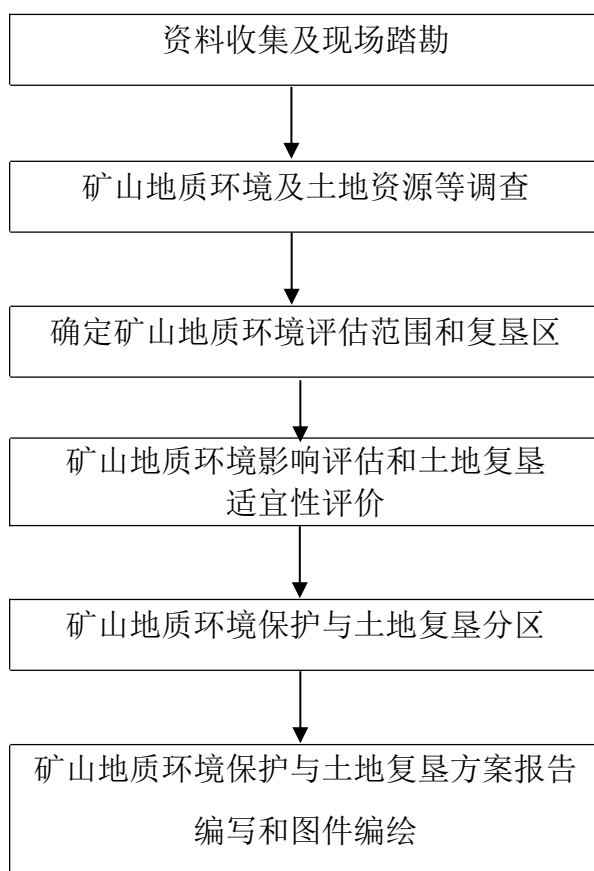 资料收集及现场踏勘
矿山地质环境及土地资源等调查
确定矿山地质环境评估范围和复垦区
矿山地质环境影响评估和土地复垦
适宜性评价
矿山地质环境保护与土地复垦分区
矿山地质环境保护与土地复垦方案报告
编写和图件编绘